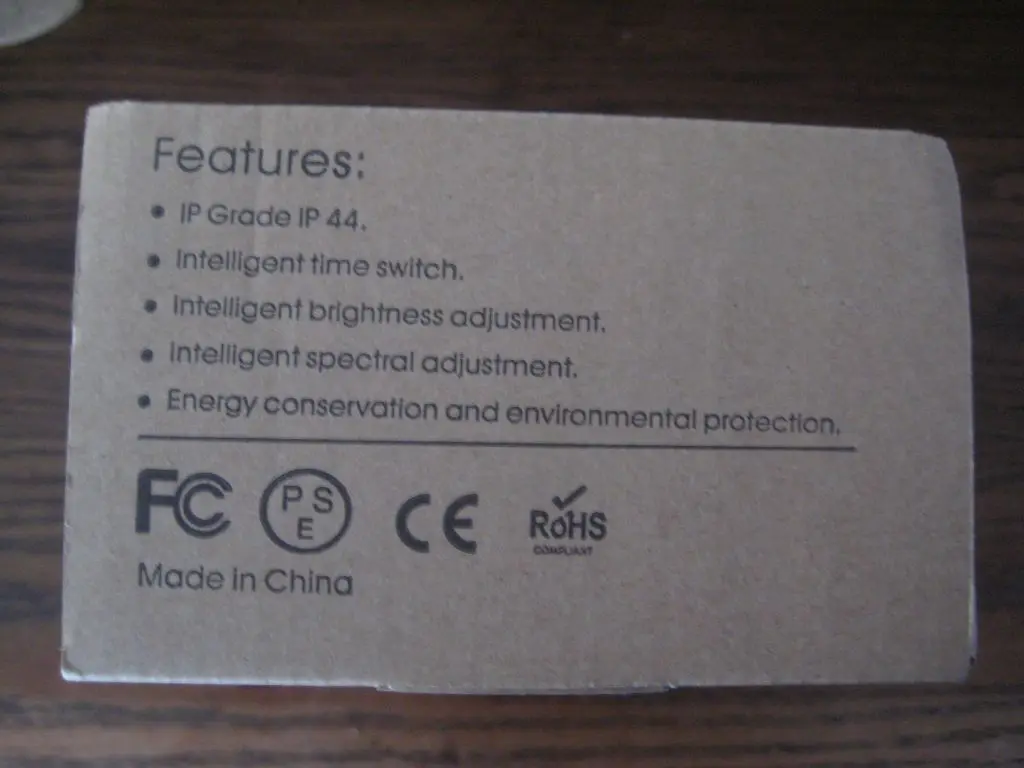 Features:
• IP Grade IP 44.
• Intelligent time switch.
• Intelligent brightness adjustment.
• Intelligent spectral adjustment.
• Energy conservation and environmental protection.
FC PSE CE RoHS
COMPLIANT
Made in China